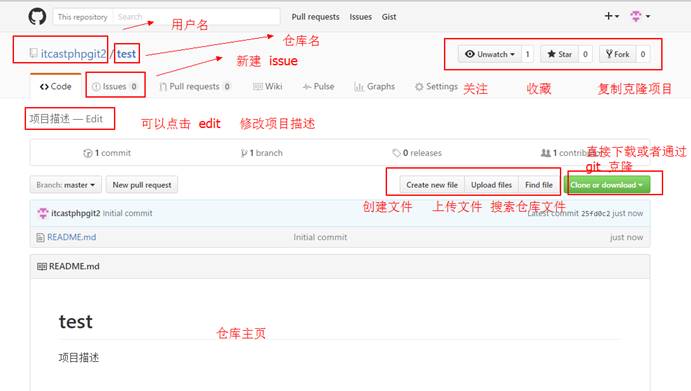 This repository Search Pull requests Issues Gist
用户名
仓库名
itcastphpgit2 / test
Unwatch 1 Star 0 Fork 0
新建 issue
Code Issues 0 Pull requests 0 Wiki Pulse Graphs Settings
关注 收藏 复制克隆项目
项目描述 — Edit
可以点击 edit 修改项目描述
直接下载或者通过
git 克隆
1 commit 1 branch 0 releases 1 contributor
Branch: master New pull request Create new file Upload files Find file Clone or download
创建文件 上传文件 搜索仓库文件
itcastphpgit2 Initial commit Latest commit 25fd0c2 just now
README.md Initial commit just now
README.md
test
仓库主页
项目描述